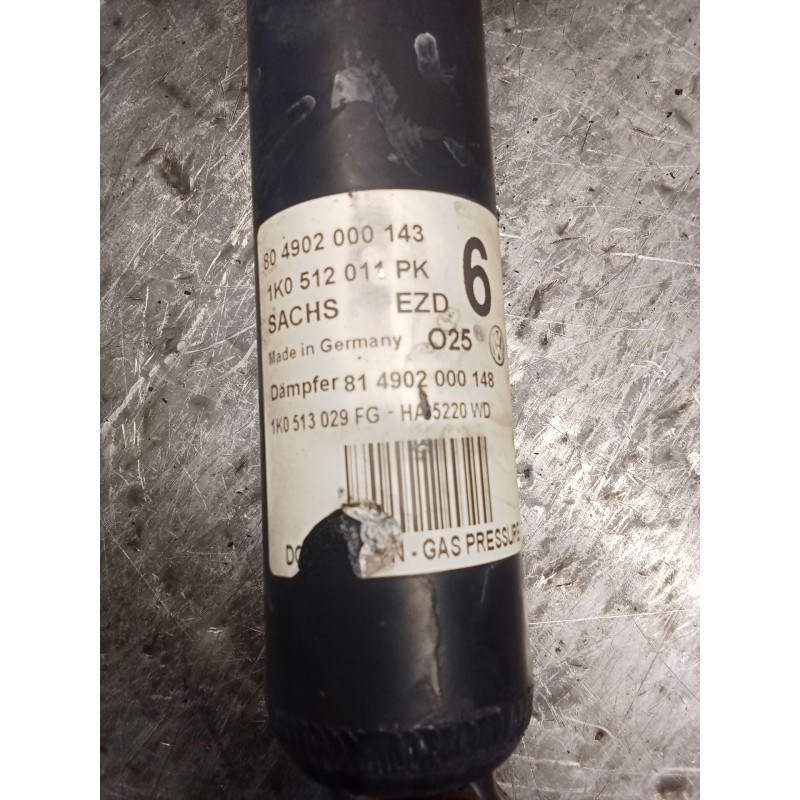 80 4902 000 143
1K0 512 011 PK
6
SACHS EZD
Made in Germany O25
Dämpfer 81 4902 000 148
1K0 513 029 FG - HA 5220 WD
- GAS PRESSURE